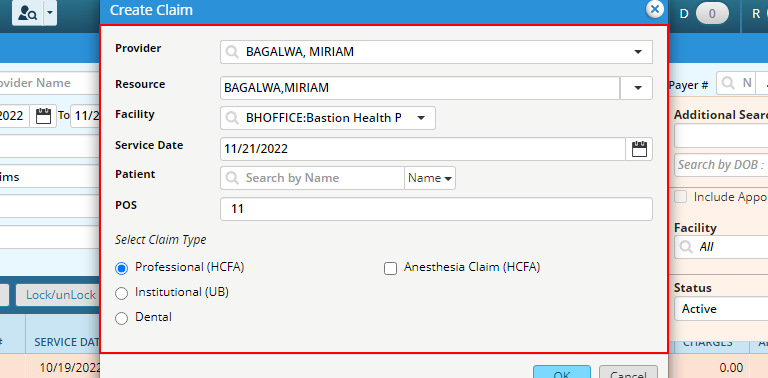 Create Claim
D 0 R
Provider BAGALWA, MIRIAM
ovider Name
Payer # N
Resource BAGALWA,MIRIAM
2022 To 11/2
Facility BHOFFICE:Bastion Health P
Additional Sear
Service Date 11/21/2022
Search by DOB :
Patient Search by Name Name
ims
Include Appo
POS 11
Facility
Select Claim Type
All
Professional (HCFA) Anesthesia Claim (HCFA)
Institutional (UB)
Status
Lock/unLock
Active
Dental
# SERVICE DAT CHARGES A
10/19/2022 0.00
OK Cancel